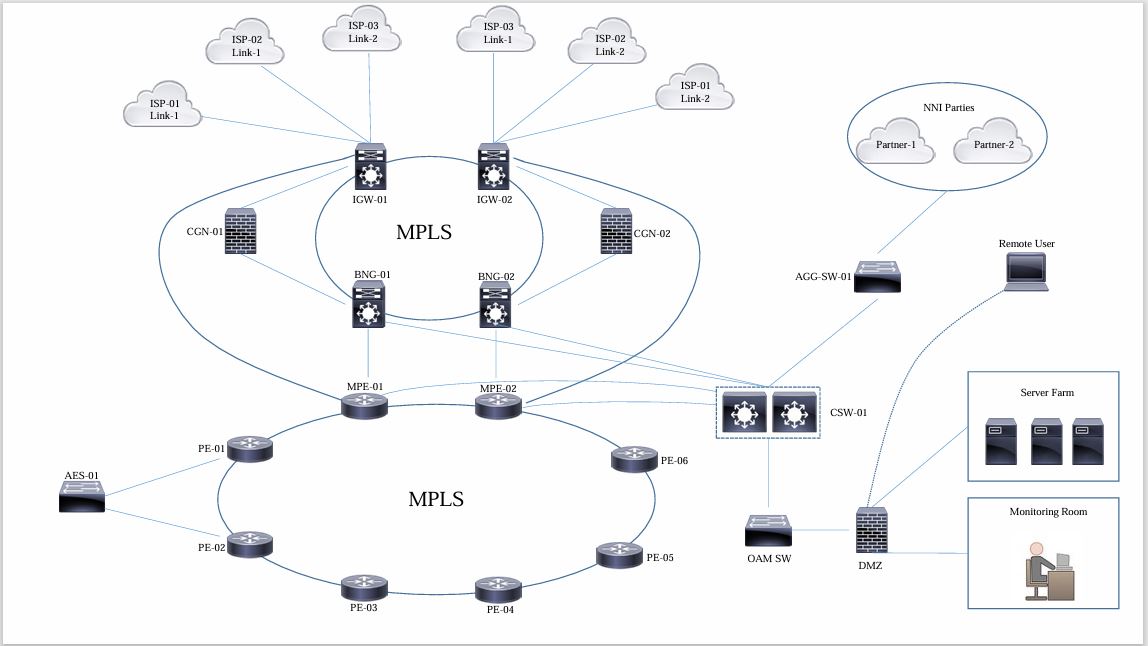 ISP-03
Link-2
ISP-03
Link-1
ISP-02
Link-1
ISP-02
Link-2
ISP-01
Link-2
ISP-01
Link-1
NNI Parties
Partner-1
Partner-2
IGW-01
IGW-02
CGN-01
MPLS
CGN-02
Remote User
BNG-01
BNG-02
AGG-SW-01
MPE-01
MPE-02
CSW-01
Server Farm
PE-01
PE-06
AES-01
MPLS
Monitoring Room
PE-02
PE-05
OAM SW
DMZ
PE-03
PE-04